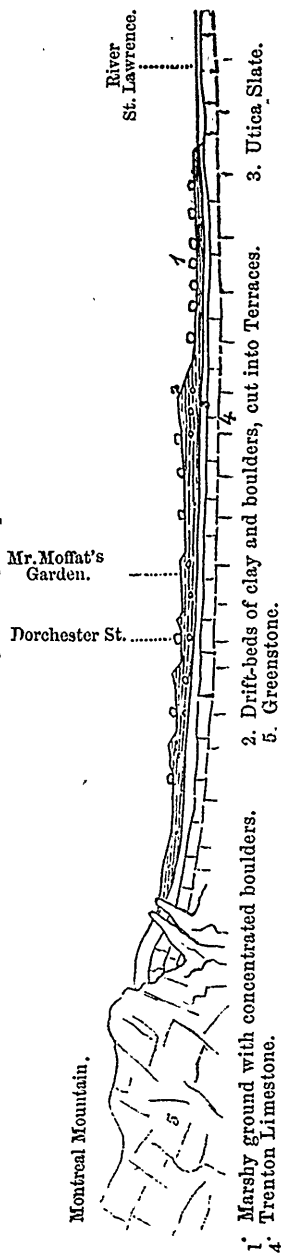 Montreal Mountain.
Dorchester St.
Mr. Moffat's
Garden.
River
St. Lawrence.
5
2
1
3
4
1. Marshy ground with concentrated boulders. 2. Drift-beds of clay and boulders, cut into Terraces. 3. Utica Slate.
4. Trenton Limestone. 5. Greenstone.